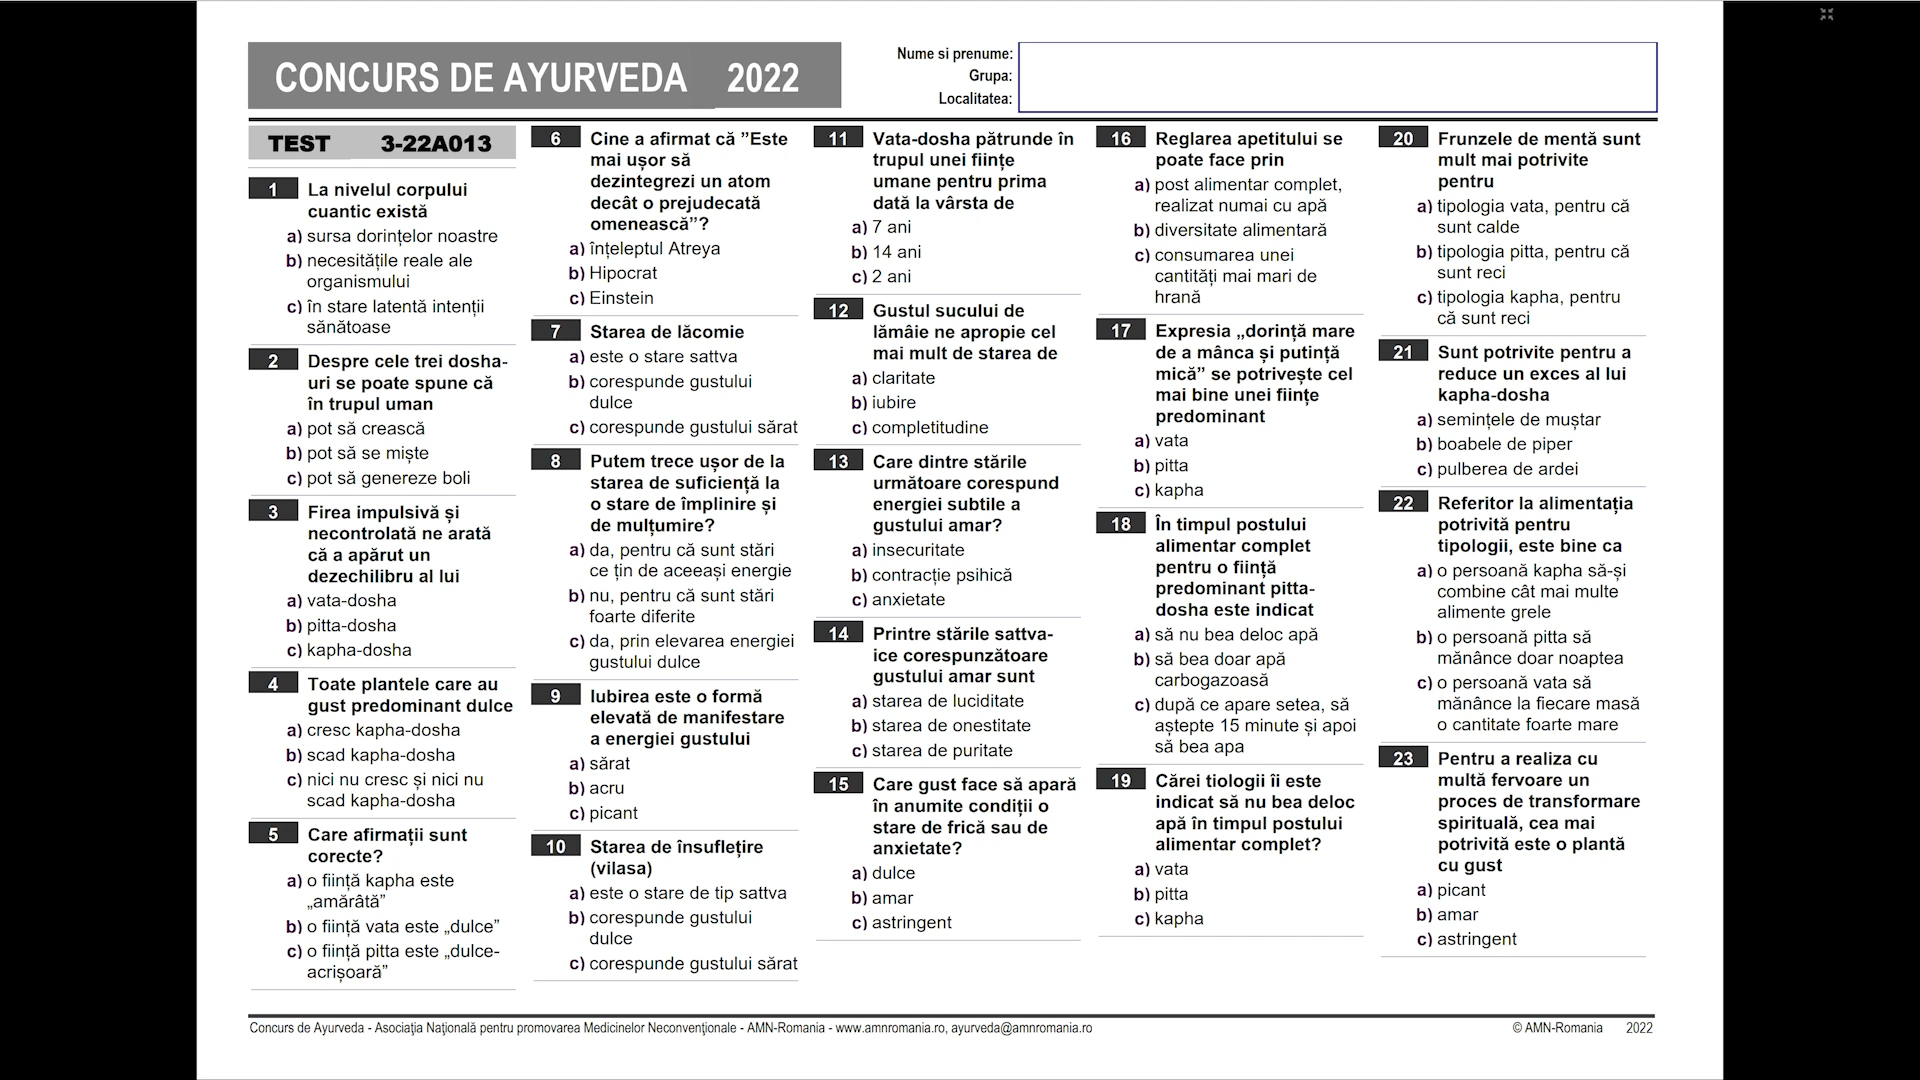 CONCURS DE AYURVEDA 2022
Nume si prenume:
Grupa:
Localitatea:
TEST 3-22A013
1 La nivelul corpului
cuantic există
a) sursa dorințelor noastre
b) necesitățile reale ale
organismului
c) în stare latentă intenții
sănătoase
2 Despre cele trei dosha-
uri se poate spune că
în trupul uman
a) pot să crească
b) pot să se miște
c) pot să genereze boli
3 Firea impulsivă și
necontrolată ne arată
că a apărut un
dezechilibru al lui
a) vata-dosha
b) pitta-dosha
c) kapha-dosha
4 Toate plantele care au
gust predominant dulce
a) cresc kapha-dosha
b) scad kapha-dosha
c) nici nu cresc și nici nu
scad kapha-dosha
5 Care afirmații sunt
corecte?
a) o ființă kapha este
„amărâtă”
b) o ființă vata este „dulce”
c) o ființă pitta este „dulce-
acrișoară”
6 Cine a afirmat că ”Este
mai ușor să
dezintegrezi un atom
decât o prejudecată
omenească”?
a) înțeleptul Atreya
b) Hipocrat
c) Einstein
7 Starea de lăcomie
a) este o stare sattva
b) corespunde gustului
dulce
c) corespunde gustului sărat
8 Putem trece ușor de la
starea de suficiență la
o stare de împlinire și
de mulțumire?
a) da, pentru că sunt stări
ce țin de aceeași energie
b) nu, pentru că sunt stări
foarte diferite
c) da, prin elevarea energiei
gustului dulce
9 Iubirea este o formă
elevată de manifestare
a energiei gustului
a) sărat
b) acru
c) picant
10 Starea de însuflețire
(vilasa)
a) este o stare de tip sattva
b) corespunde gustului
dulce
c) corespunde gustului sărat
11 Vata-dosha pătrunde în
trupul unei ființe
umane pentru prima
dată la vârsta de
a) 7 ani
b) 14 ani
c) 2 ani
12 Gustul sucului de
lămâie ne apropie cel
mai mult de starea de
a) claritate
b) iubire
c) completitudine
13 Care dintre stările
următoare corespund
energiei subtile a
gustului amar?
a) insecuritate
b) contracție psihică
c) anxietate
14 Printre stările sattva-
ice corespunzătoare
gustului amar sunt
a) starea de luciditate
b) starea de onestitate
c) starea de puritate
15 Care gust face să apară
în anumite condiții o
stare de frică sau de
anxietate?
a) dulce
b) amar
c) astringent
16 Reglarea apetitului se
poate face prin
a) post alimentar complet,
realizat numai cu apă
b) diversitate alimentară
c) consumarea unei
cantități mai mari de
hrană
17 Expresia „dorință mare
de a mânca și putință
mică” se potrivește cel
mai bine unei ființe
predominant
a) vata
b) pitta
c) kapha
18 În timpul postului
alimentar complet
pentru o ființă
predominant pitta-
dosha este indicat
a) să nu bea deloc apă
b) să bea doar apă
carbogazoasă
c) după ce apare setea, să
aștepte 15 minute și apoi
să bea apa
19 Cărei tiologii îi este
indicat să nu bea deloc
apă în timpul postului
alimentar complet?
a) vata
b) pitta
c) kapha
20 Frunzele de mentă sunt
mult mai potrivite
pentru
a) tipologia vata, pentru că
sunt calde
b) tipologia pitta, pentru că
sunt reci
c) tipologia kapha, pentru
că sunt reci
21 Sunt potrivite pentru a
reduce un exces al lui
kapha-dosha
a) semințele de muștar
b) boabele de piper
c) pulberea de ardei
22 Referitor la alimentația
potrivită pentru
tipologii, este bine ca
a) o persoană kapha să-și
combine cât mai multe
alimente grele
b) o persoană pitta să
mănânce doar noaptea
c) o persoană vata să
mănânce la fiecare masă
o cantitate foarte mare
23 Pentru a realiza cu
multă fervoare un
proces de transformare
spirituală, cea mai
potrivită este o plantă
cu gust
a) picant
b) amar
c) astringent
Concurs de Ayurveda - Asociaţia Naţională pentru promovarea Medicinelor Neconvenţionale - AMN-Romania - www.amnromania.ro, ayurveda@amnromania.ro
© AMN-Romania 2022